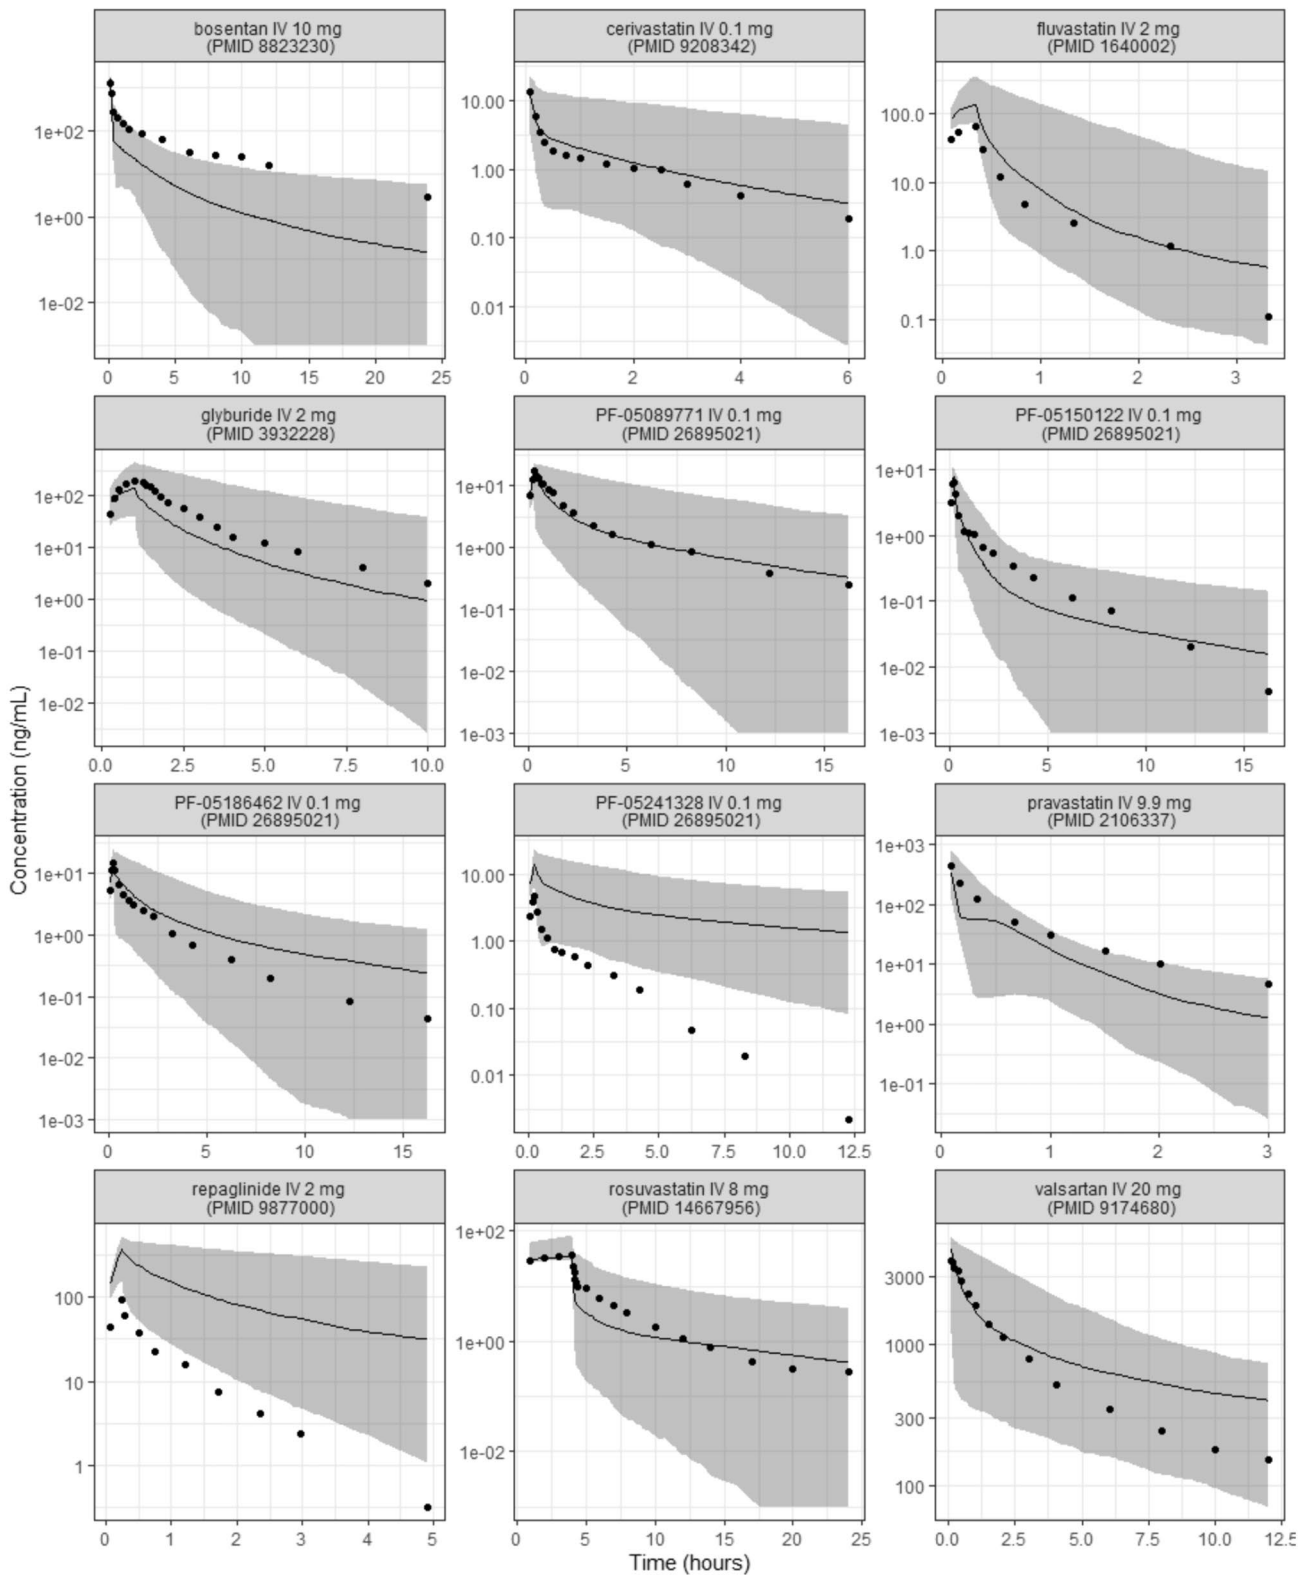 bosentan IV 10 mg
(PMID 8823230)
cerivastatin IV 0.1 mg
(PMID 9208342)
fluvastatin IV 2 mg
(PMID 1640002)
1e+02
1e+00
1e-02
10.00
1.00
0.10
0.01
100.0
10.0
1.0
0.1
0 5 10 15 20 25
0 2 4 6
0 1 2 3
glyburide IV 2 mg
(PMID 3932228)
PF-05089771 IV 0.1 mg
(PMID 26895021)
PF-05150122 IV 0.1 mg
(PMID 26895021)
1e+02
1e+01
1e+00
1e-01
1e-02
1e+01
1e+00
1e-01
1e-02
1e-03
1e+01
1e+00
1e-01
1e-02
1e-03
0.0 2.5 5.0 7.5 10.0
0 5 10 15
0 5 10 15
Concentration (ng/mL)
PF-05186462 IV 0.1 mg
(PMID 26895021)
PF-05241328 IV 0.1 mg
(PMID 26895021)
pravastatin IV 9.9 mg
(PMID 2106337)
1e+01
1e+00
1e-01
1e-02
1e-03
10.00
1.00
0.10
0.01
1e+03
1e+02
1e+01
1e+00
1e-01
0 5 10 15
0.0 2.5 5.0 7.5 10.0 12.5
0 1 2 3
repaglinide IV 2 mg
(PMID 9877000)
rosuvastatin IV 8 mg
(PMID 14667956)
valsartan IV 20 mg
(PMID 9174680)
100
10
1
1e+02
1e+00
1e-02
3000
1000
300
100
0 1 2 3 4 5
0 5 10 15 20 25
0.0 2.5 5.0 7.5 10.0 12.5
Time (hours)